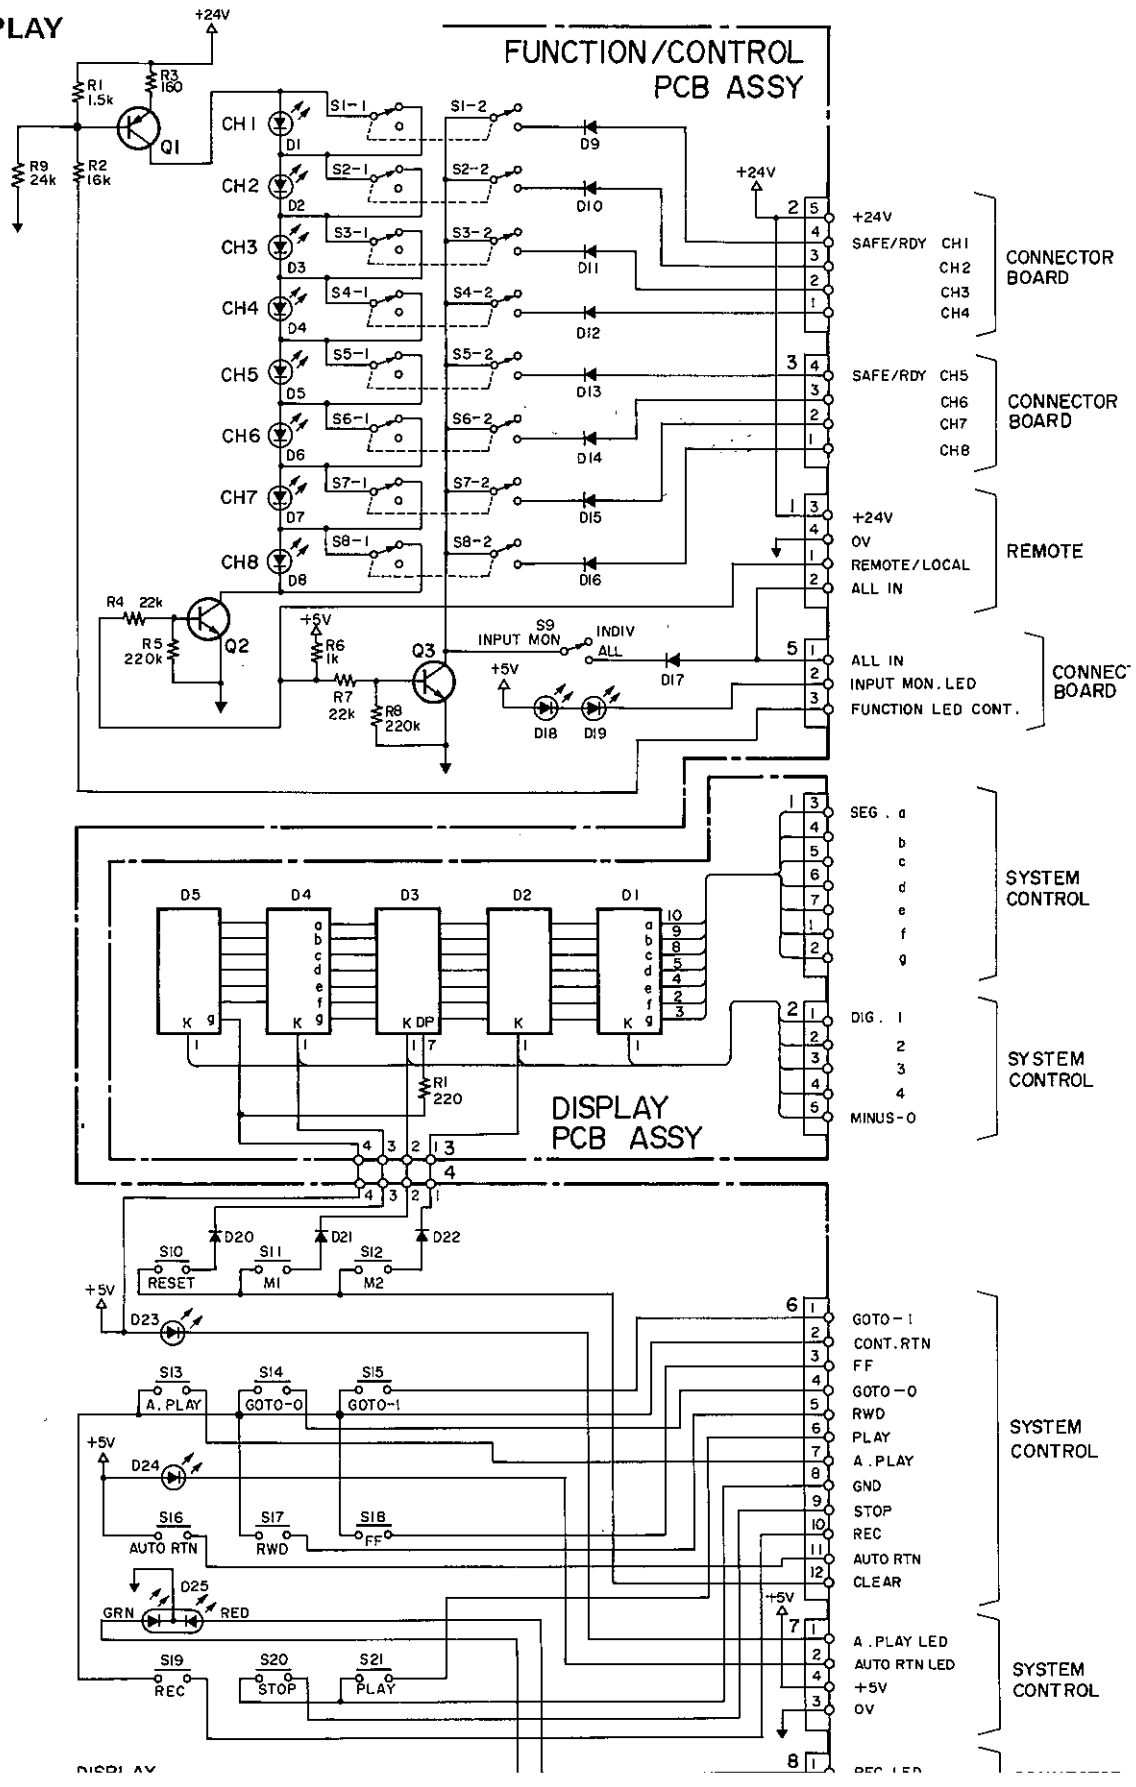 PLAY
+24V
FUNCTION/CONTROL
PCB ASSY
R1
1.5k
R3
160
Q1
R9
24k
R2
16k
CH1
D1
S1-1
S1-2
D9
CH2
D2
S2-1
S2-2
D10
CH3
D3
S3-1
S3-2
D11
CH4
D4
S4-1
S4-2
D12
CH5
D5
S5-1
S5-2
D13
CH6
D6
S6-1
S6-2
D14
CH7
D7
S7-1
S7-2
D15
CH8
D8
S8-1
S8-2
D16
+24V
2 5 +24V
4 SAFE/RDY CH1
3 CH2
2 CH3
1 CH4
CONNECTOR
BOARD
3 4 SAFE/RDY CH5
3 CH6
2 CH7
1 CH8
CONNECTOR
BOARD
1 3 +24V
4 0V
1 REMOTE/LOCAL
2 ALL IN
REMOTE
R4 22k
R5
220k
Q2
+5V
R6
1k
R7
22k
R8
220k
Q3
S9
INPUT MON
INDIV
ALL
D17
+5V
D18
D19
5 1 ALL IN
2 INPUT MON. LED
3 FUNCTION LED CONT.
CONNEC
BOARD
1 3 SEG. a
4 b
5 c
6 d
7 e
1 f
2 g
SYSTEM
CONTROL
D5 D4 D3 D2 D1
a 10
b 9
c 8
d 5
e 4
f 2
g 3
a
b
c
d
e
f
g
K g
K
K DP
K
K
1
1
1 7
1
1
R1
220
DISPLAY
PCB ASSY
2 1 DIG. 1
2 2
3 3
4 4
5 MINUS-0
SYSTEM
CONTROL
4 3 2 1 3
4
4 3 2 1
D20
D21
D22
S10
RESET
S11
M1
S12
M2
+5V
D23
S13
A. PLAY
S14
GOTO-0
S15
GOTO-1
+5V
D24
S16
AUTO RTN
S17
RWD
S18
FF
D25
GRN
RED
S19
REC
S20
STOP
S21
PLAY
6 1 GOTO-1
2 CONT. RTN
3 FF
4 GOTO-0
5 RWD
6 PLAY
7 A. PLAY
8 GND
9 STOP
10 REC
11 AUTO RTN
12 CLEAR
SYSTEM
CONTROL
+5V
7 1 A. PLAY LED
2 AUTO RTN LED
4 +5V
3 0V
SYSTEM
CONTROL
DISPLAY
8 1 REC LED